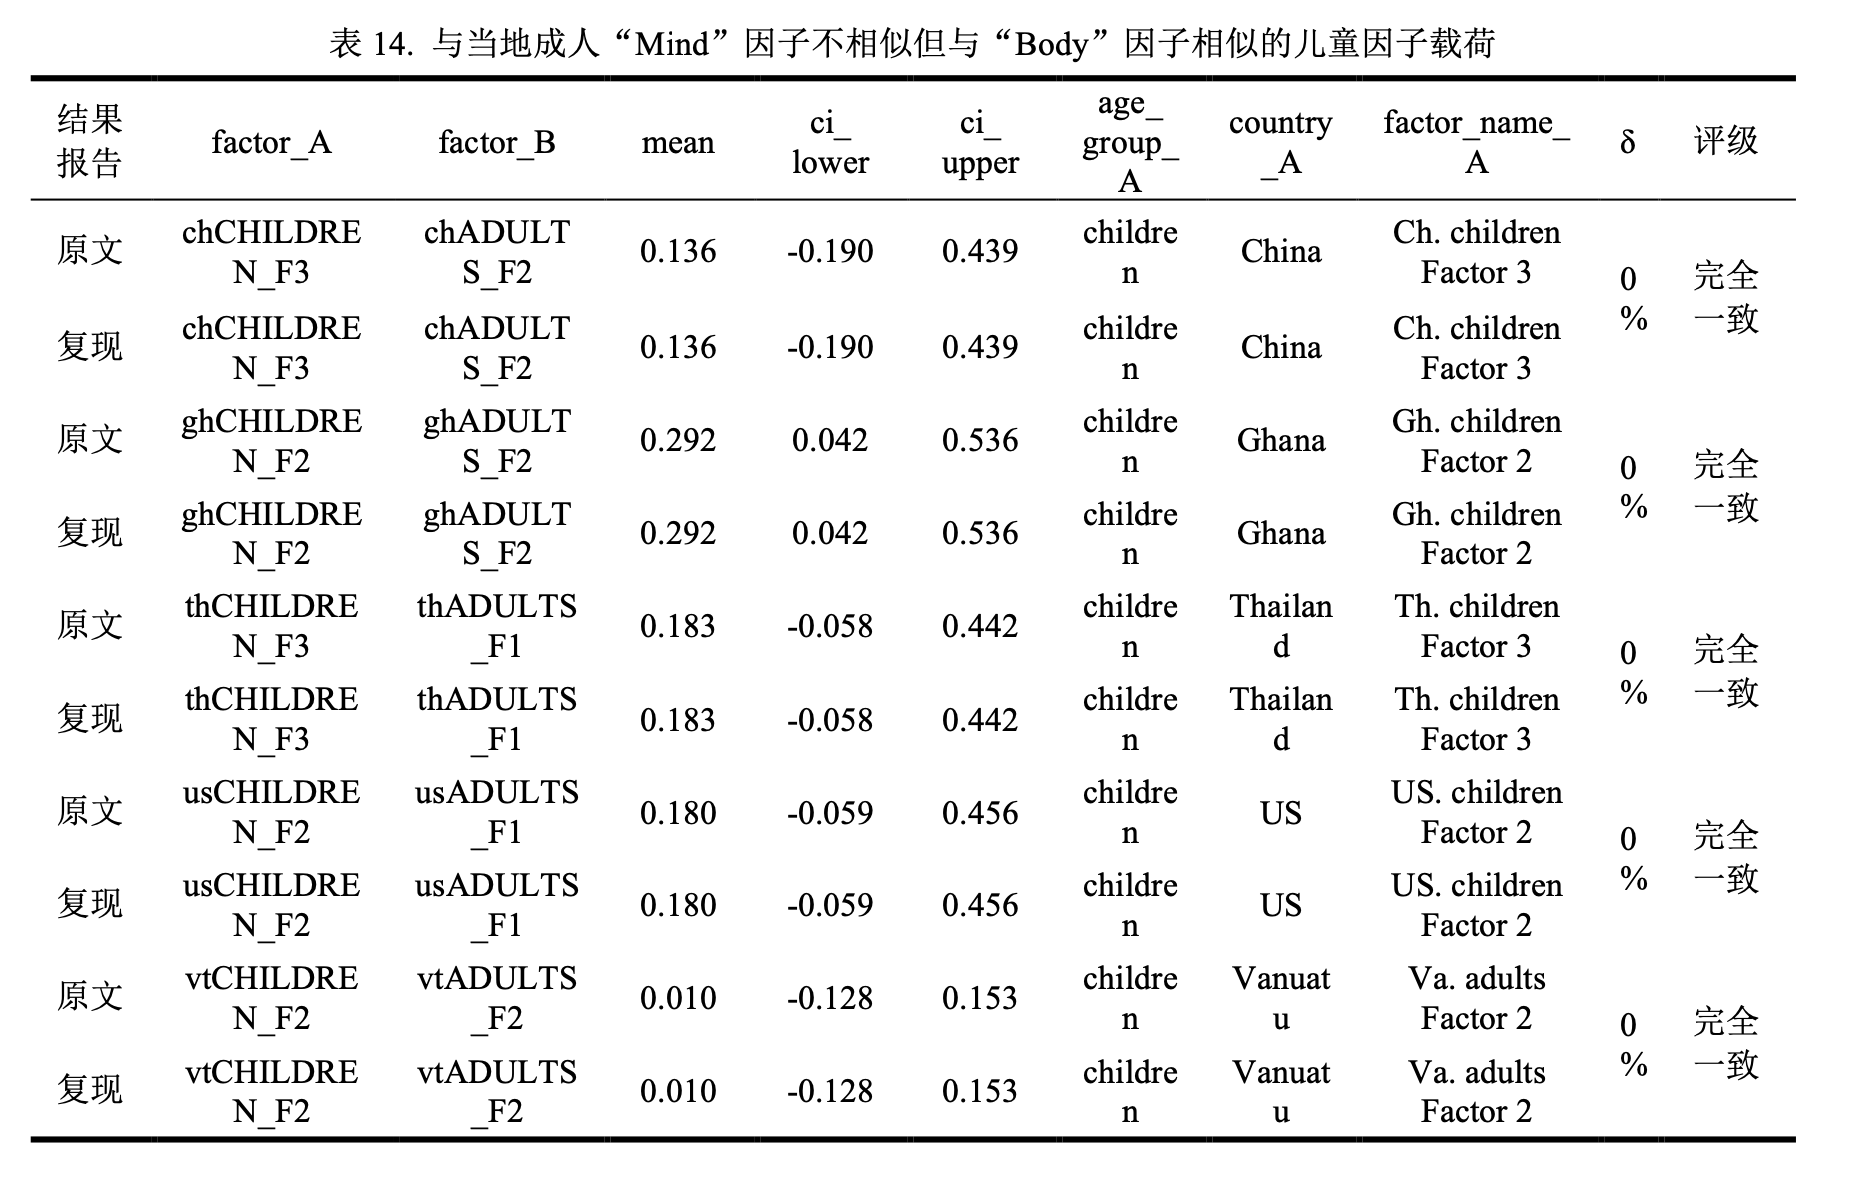 表 14. 与当地成人“Mind”因子不相似但与“Body”因子相似的儿童因子载荷
结果报告 factor_A factor_B mean ci_lower ci_upper age_group_A country_A factor_name_A δ 评级
原文 chCHILDREN_F3 chADULTS_F2 0.136 -0.190 0.439 children China Ch. children Factor 3 0% 完全一致
复现 chCHILDREN_F3 chADULTS_F2 0.136 -0.190 0.439 children China Ch. children Factor 3
原文 ghCHILDREN_F2 ghADULTS_F2 0.292 0.042 0.536 children Ghana Gh. children Factor 2 0% 完全一致
复现 ghCHILDREN_F2 ghADULTS_F2 0.292 0.042 0.536 children Ghana Gh. children Factor 2
原文 thCHILDREN_F3 thADULTS_F1 0.183 -0.058 0.442 children Thailand Th. children Factor 3 0% 完全一致
复现 thCHILDREN_F3 thADULTS_F1 0.183 -0.058 0.442 children Thailand Th. children Factor 3
原文 usCHILDREN_F2 usADULTS_F1 0.180 -0.059 0.456 children US US. children Factor 2 0% 完全一致
复现 usCHILDREN_F2 usADULTS_F1 0.180 -0.059 0.456 children US US. children Factor 2
原文 vtCHILDREN_F2 vtADULTS_F2 0.010 -0.128 0.153 children Vanuatu Va. adults Factor 2 0% 完全一致
复现 vtCHILDREN_F2 vtADULTS_F2 0.010 -0.128 0.153 children Vanuatu Va. adults Factor 2